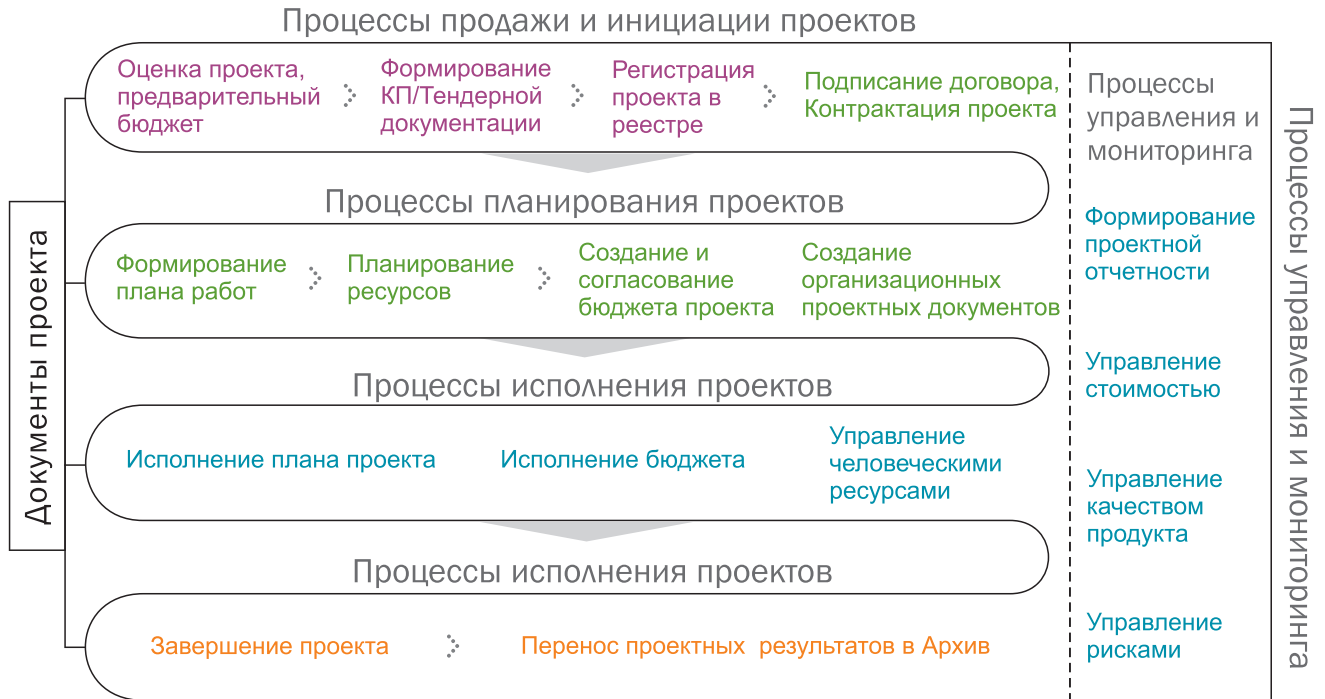 Процессы продажи и инициации проектов
Оценка проекта,
предварительный
бюджет
Формирование
КП/Тендерной
документации
Регистрация
проекта в
реестре
Подписание договора,
Контрактация проекта
Процессы планирования проектов
Формирование
плана работ
Планирование
ресурсов
Создание и
согласование
бюджета проекта
Создание
организационных
проектных документов
Процессы исполнения проектов
Исполнение плана проекта
Исполнение бюджета
Управление
человеческими
ресурсами
Процессы исполнения проектов
Завершение проекта
Перенос проектных результатов в Архив
Документы проекта
Процессы
управления и
мониторинга
Формирование
проектной
отчетности
Управление
стоимостью
Управление
качеством
продукта
Управление
рисками
Процессы управления и мониторинга